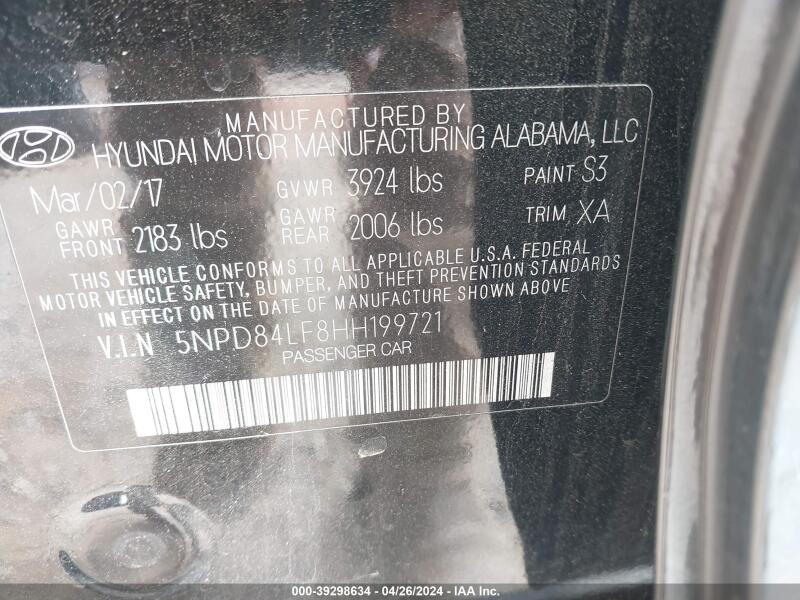 MANUFACTURED BY
HYUNDAI MOTOR MANUFACTURING ALABAMA, LLC
Mar/02/17 GVWR 3924 lbs PAINT S3
GAWR FRONT 2183 lbs GAWR REAR 2006 lbs TRIM XA
THIS VEHICLE CONFORMS TO ALL APPLICABLE U.S.A. FEDERAL
MOTOR VEHICLE SAFETY, BUMPER, AND THEFT PREVENTION STANDARDS
IN EFFECT ON THE DATE OF MANUFACTURE SHOWN ABOVE
V.I.N 5NPD84LF8HH199721
PASSENGER CAR
000-39298634 - 04/26/2024 - IAA Inc.